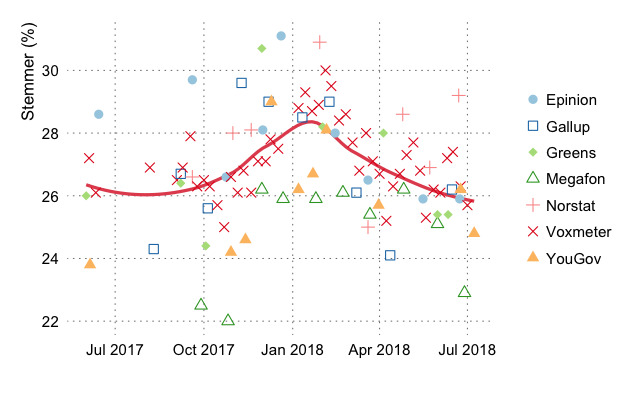 Stemmer (%)
30
28
26
24
22
Jul 2017
Oct 2017
Jan 2018
Apr 2018
Jul 2018
Epinion
Gallup
Greens
Megafon
Norstat
Voxmeter
YouGov